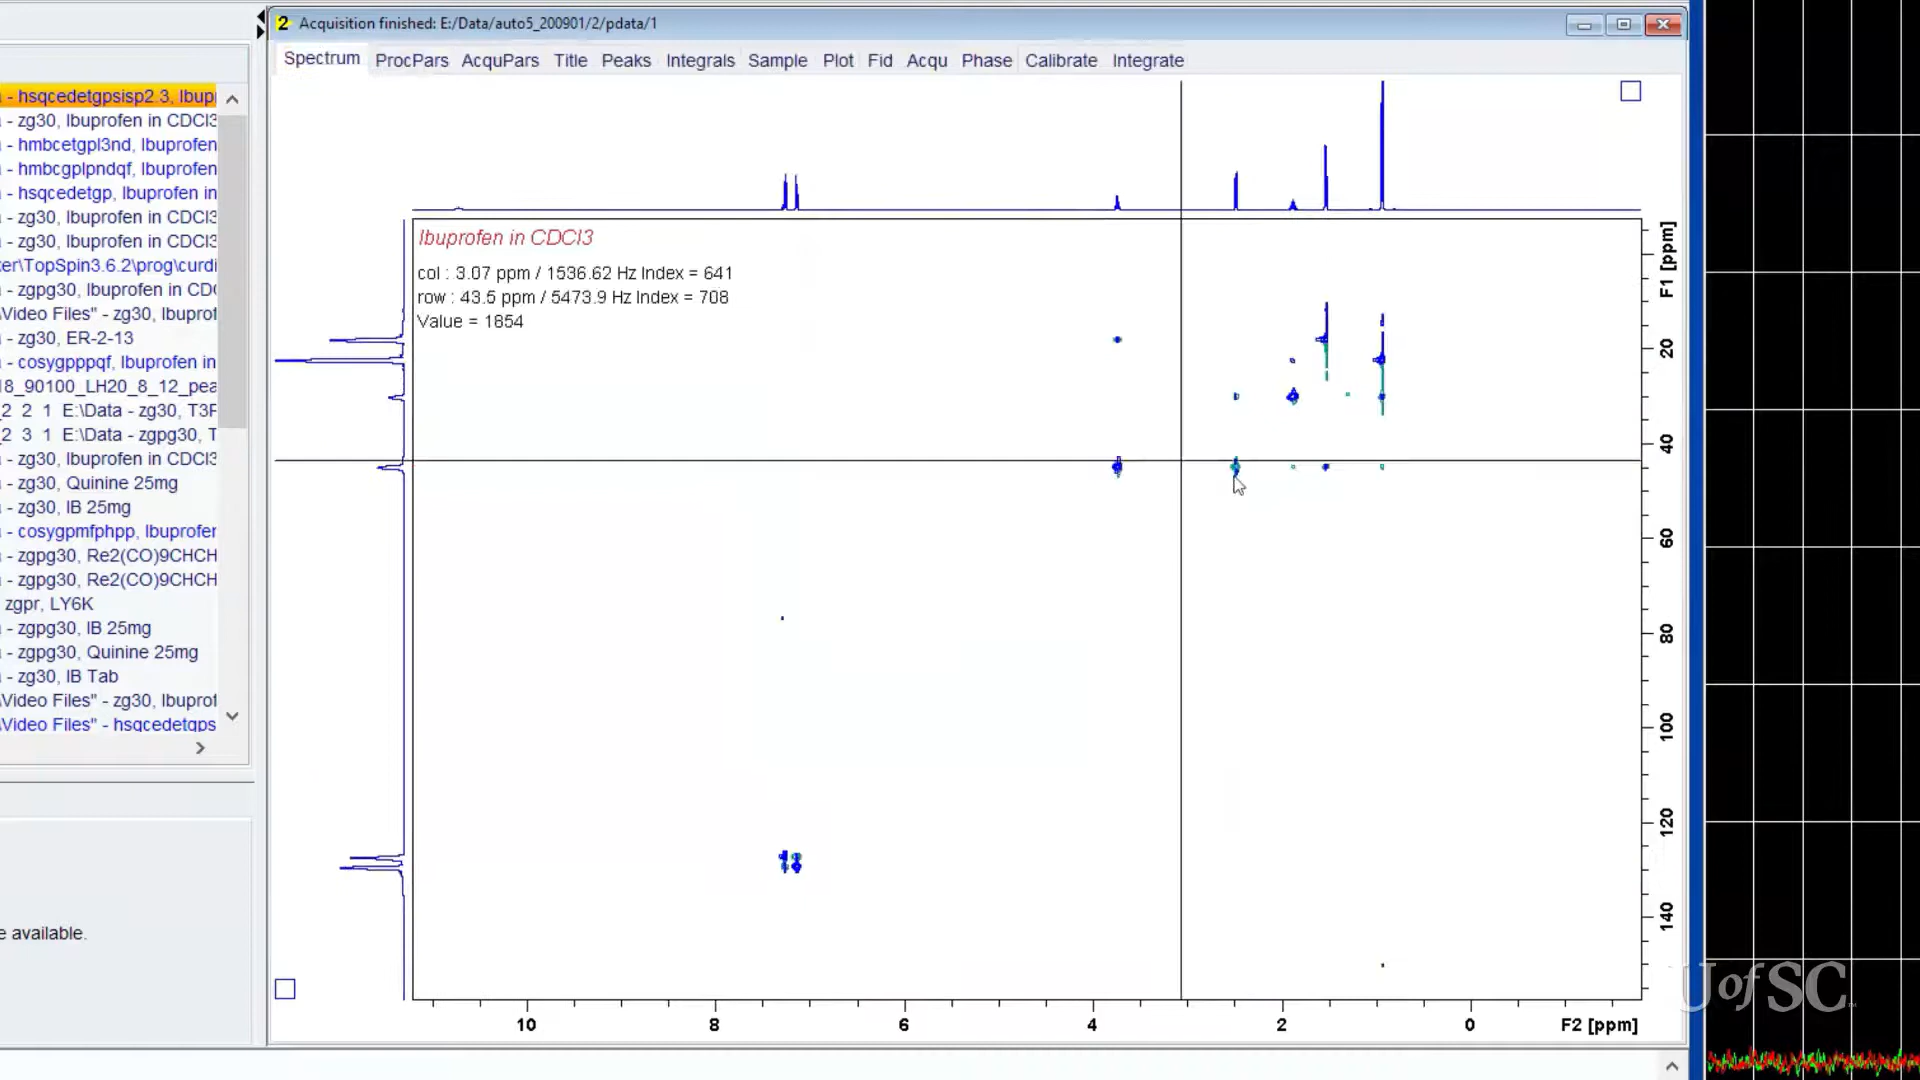 2 Acquisition finished: E:/Data/auto5_200901/2/pdata/1
Spectrum ProcPars AcquPars Title Peaks Integrals Sample Plot Fid Acqu Phase Calibrate Integrate
- hsqcedetgpsisp2.3, Ibup
- zg30, Ibuprofen in CDCl3
- hmbcetgpl3nd, Ibuprofen
- hmbcgplpndqf, Ibuprofen
- hsqcedetgp, Ibuprofen in
- zg30, Ibuprofen in CDCl3
- zg30, Ibuprofen in CDCl3
er\TopSpin3.6.2\prog\curdi
- zgpg30, Ibuprofen in CD
\Video Files" - zg30, Ibuprof
- zg30, ER-2-13
- cosygpppqf, Ibuprofen in
18_90100_LH20_8_12_pea
_2 2 1 E:\Data - zg30, T3F
_2 3 1 E:\Data - zgpg30, T
- zg30, Ibuprofen in CDCl3
- zg30, Quinine 25mg
- zg30, IB 25mg
- cosygpmfphpp, Ibuprofen
- zgpg30, Re2(CO)9CHCH
- zgpg30, Re2(CO)9CHCH
zgpr, LY6K
- zgpg30, IB 25mg
- zgpg30, Quinine 25mg
- zg30, IB Tab
\Video Files" - zg30, Ibuprof
\Video Files" - hsqcedetgps
e available.
Ibuprofen in CDCl3
col : 3.07 ppm / 1536.62 Hz Index = 641
row : 43.5 ppm / 5473.9 Hz Index = 708
Value = 1854
F1 [ppm]
20
40
60
80
100
120
140
10 8 6 4 2 0 F2 [ppm]
UofSC